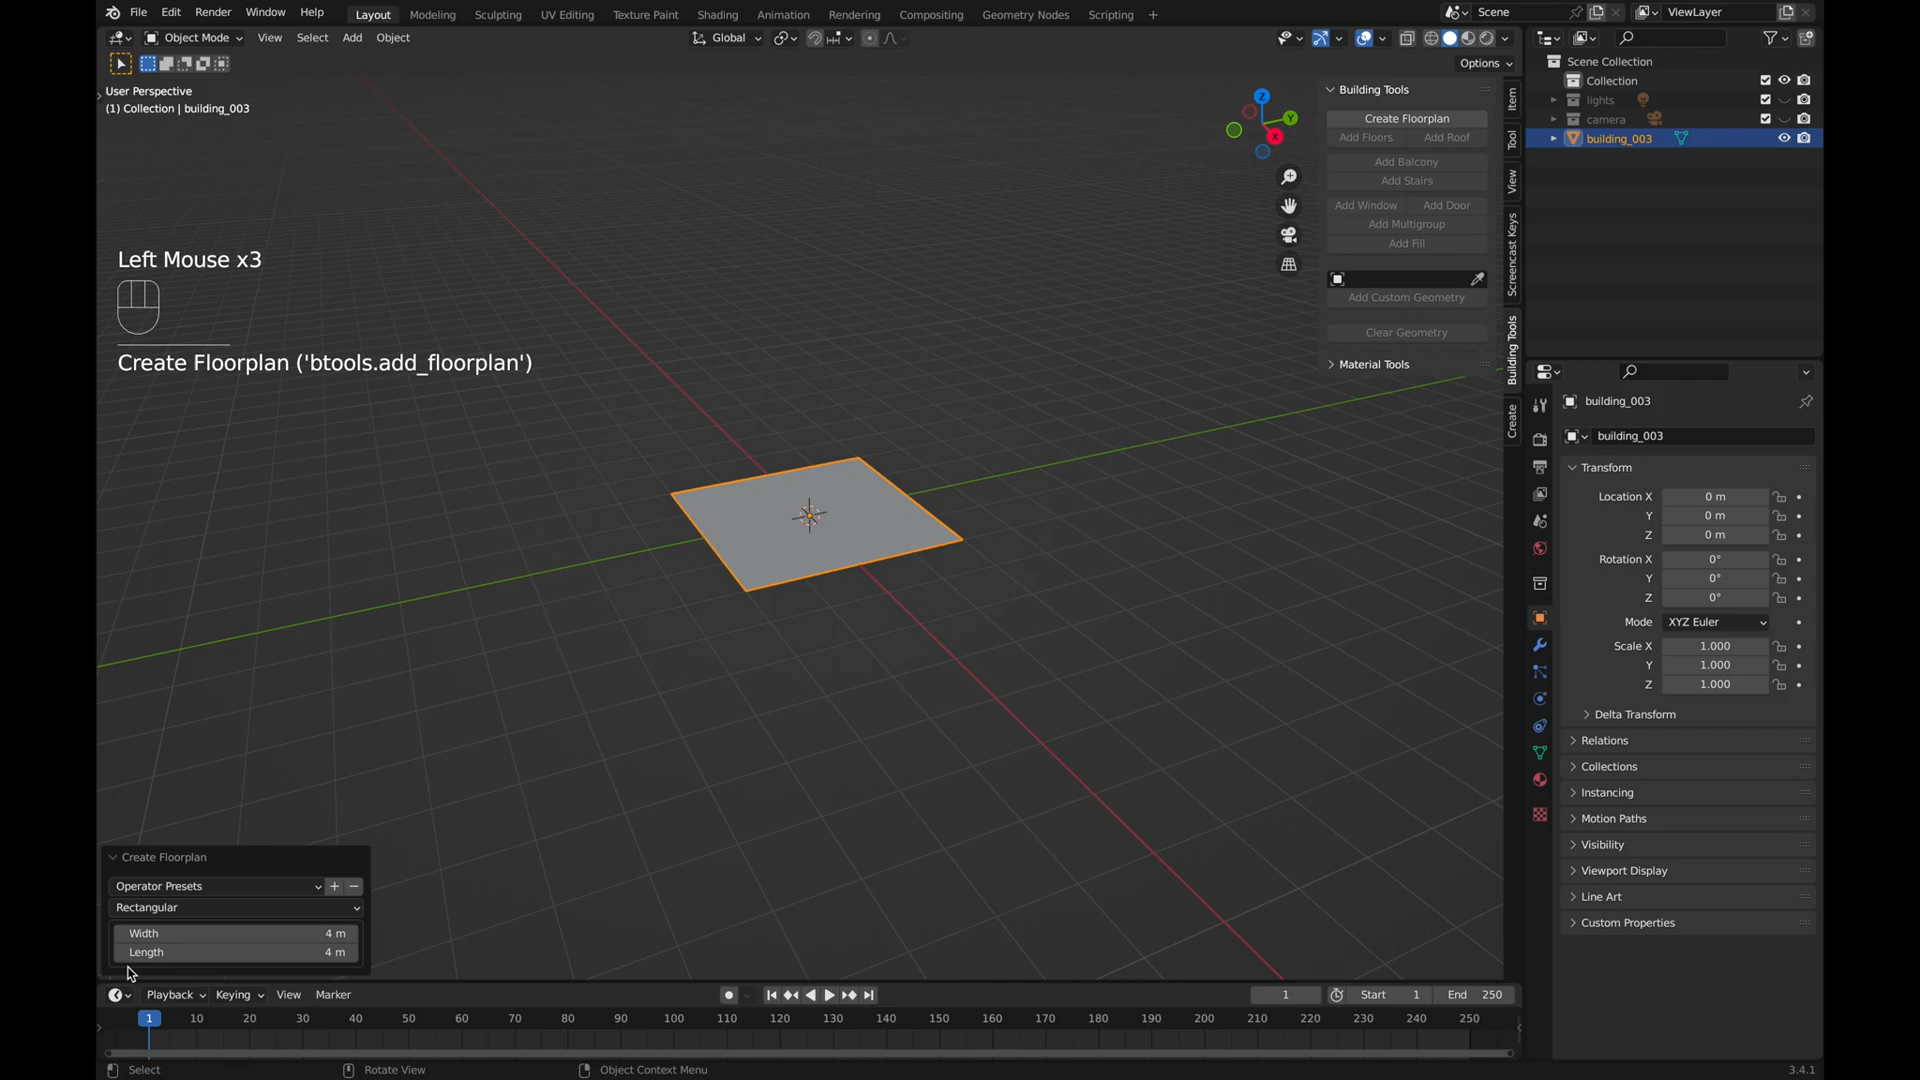 File Edit Render Window Help Layout Modeling Sculpting UV Editing Texture Paint Shading Animation Rendering Compositing Geometry Nodes Scripting + Scene ViewLayer
Object Mode View Select Add Object Global
Options
User Perspective
(1) Collection | building_003
Left Mouse x3
Create Floorplan ('btools.add_floorplan')
Z
Y
X
Building Tools
Create Floorplan
Add Floors Add Roof
Add Balcony
Add Stairs
Add Window Add Door
Add Multigroup
Add Fill
Add Custom Geometry
Clear Geometry
Material Tools
Item
Tool
View
Screencast Keys
Building Tools
Create
Scene Collection
Collection
lights
camera
building_003
building_003
building_003
Transform
Location X 0 m
Y 0 m
Z 0 m
Rotation X 0°
Y 0°
Z 0°
Mode XYZ Euler
Scale X 1.000
Y 1.000
Z 1.000
Delta Transform
Relations
Collections
Instancing
Motion Paths
Visibility
Viewport Display
Line Art
Custom Properties
Create Floorplan
Operator Presets
Rectangular
Width 4 m
Length 4 m
Playback Keying View Marker 1 Start 1 End 250
1 10 20 30 40 50 60 70 80 90 100 110 120 130 140 150 160 170 180 190 200 210 220 230 240 250
Select Rotate View Object Context Menu 3.4.1